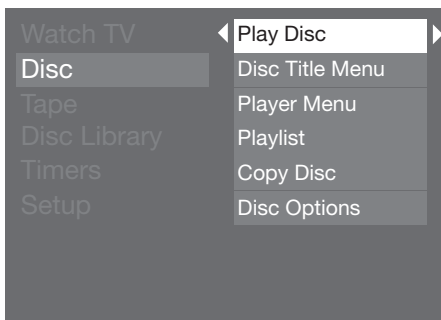 Watch TV
Disc
Tape
Disc Library
Timers
Setup
Play Disc
Disc Title Menu
Player Menu
Playlist
Copy Disc
Disc Options